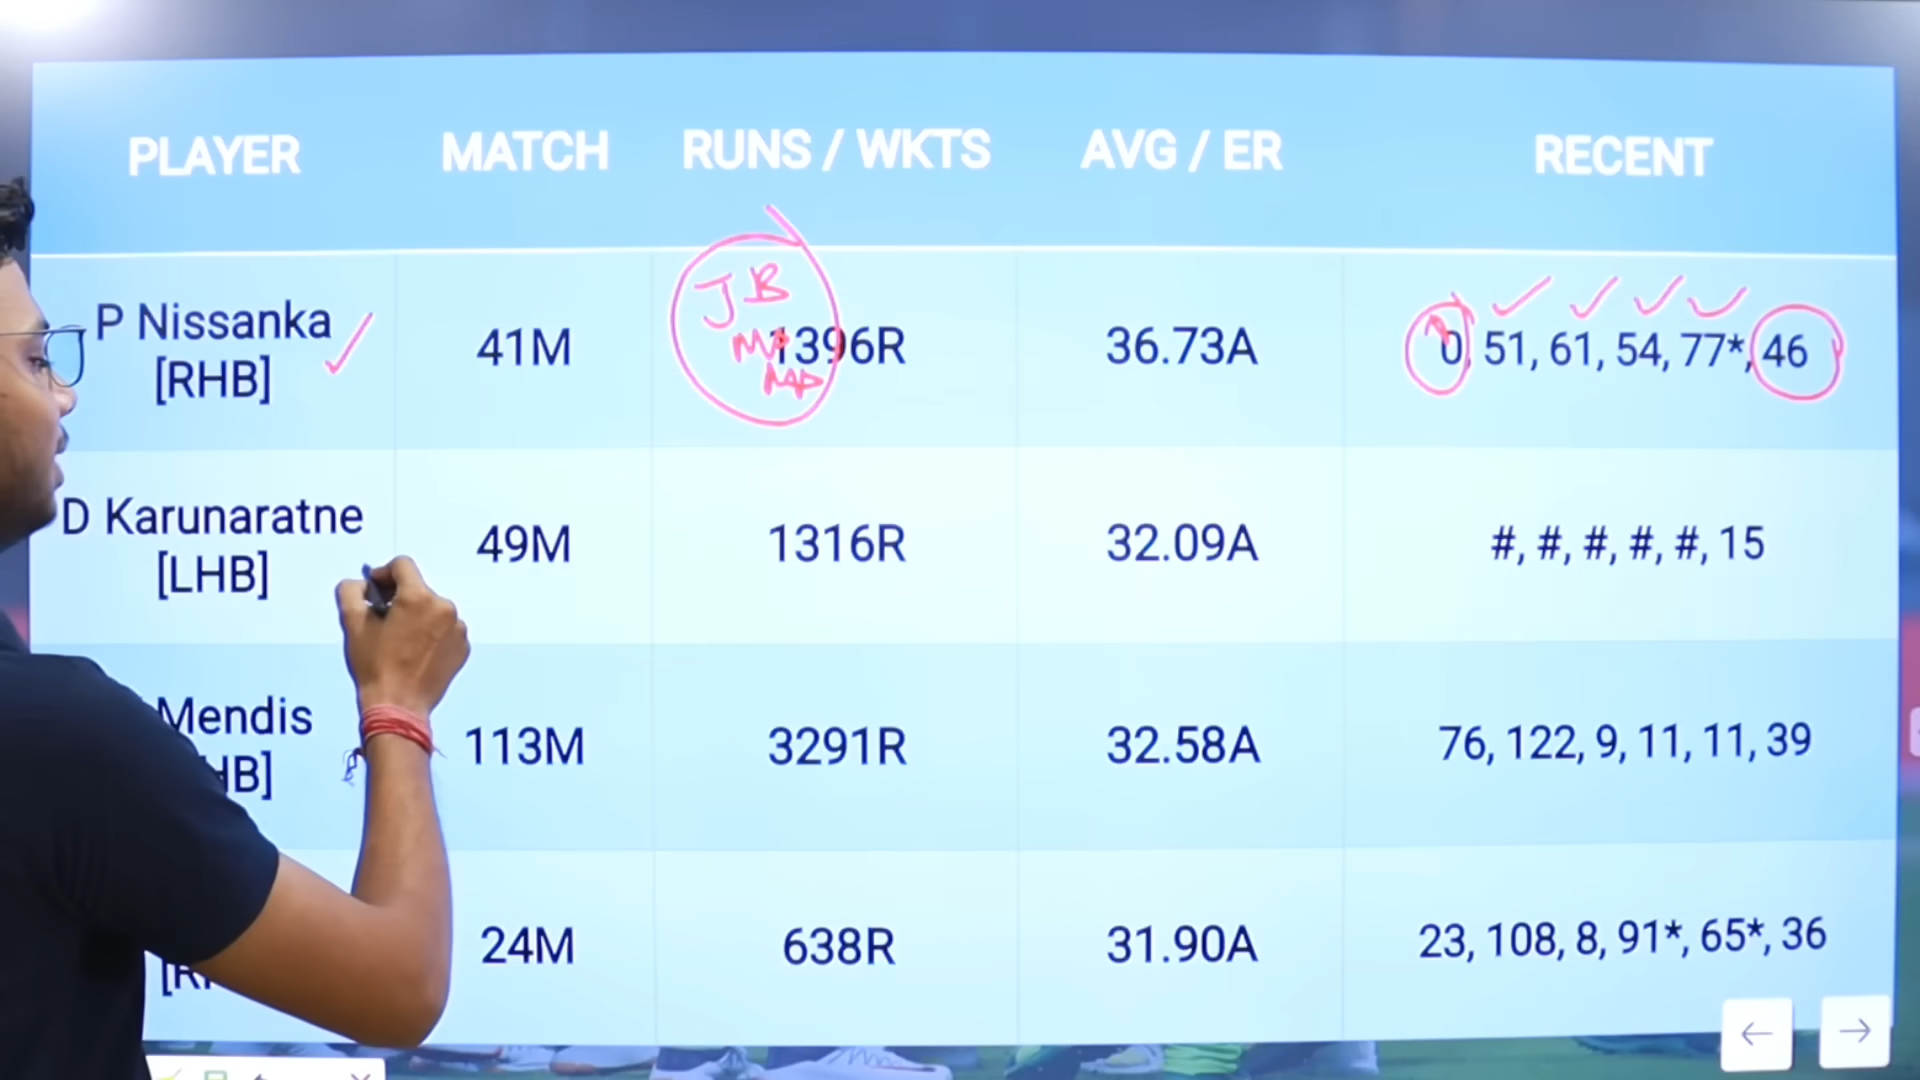 PLAYER MATCH RUNS / WKTS AVG / ER RECENT
P Nissanka
[RHB] 41M 1396R 36.73A 0, 51, 61, 54, 77*, 46
JB
D Karunaratne
[LHB] 49M 1316R 32.09A #, #, #, #, #, 15
Mendis
HB] 113M 3291R 32.58A 76, 122, 9, 11, 11, 39
24M 638R 31.90A 23, 108, 8, 91*, 65*, 36